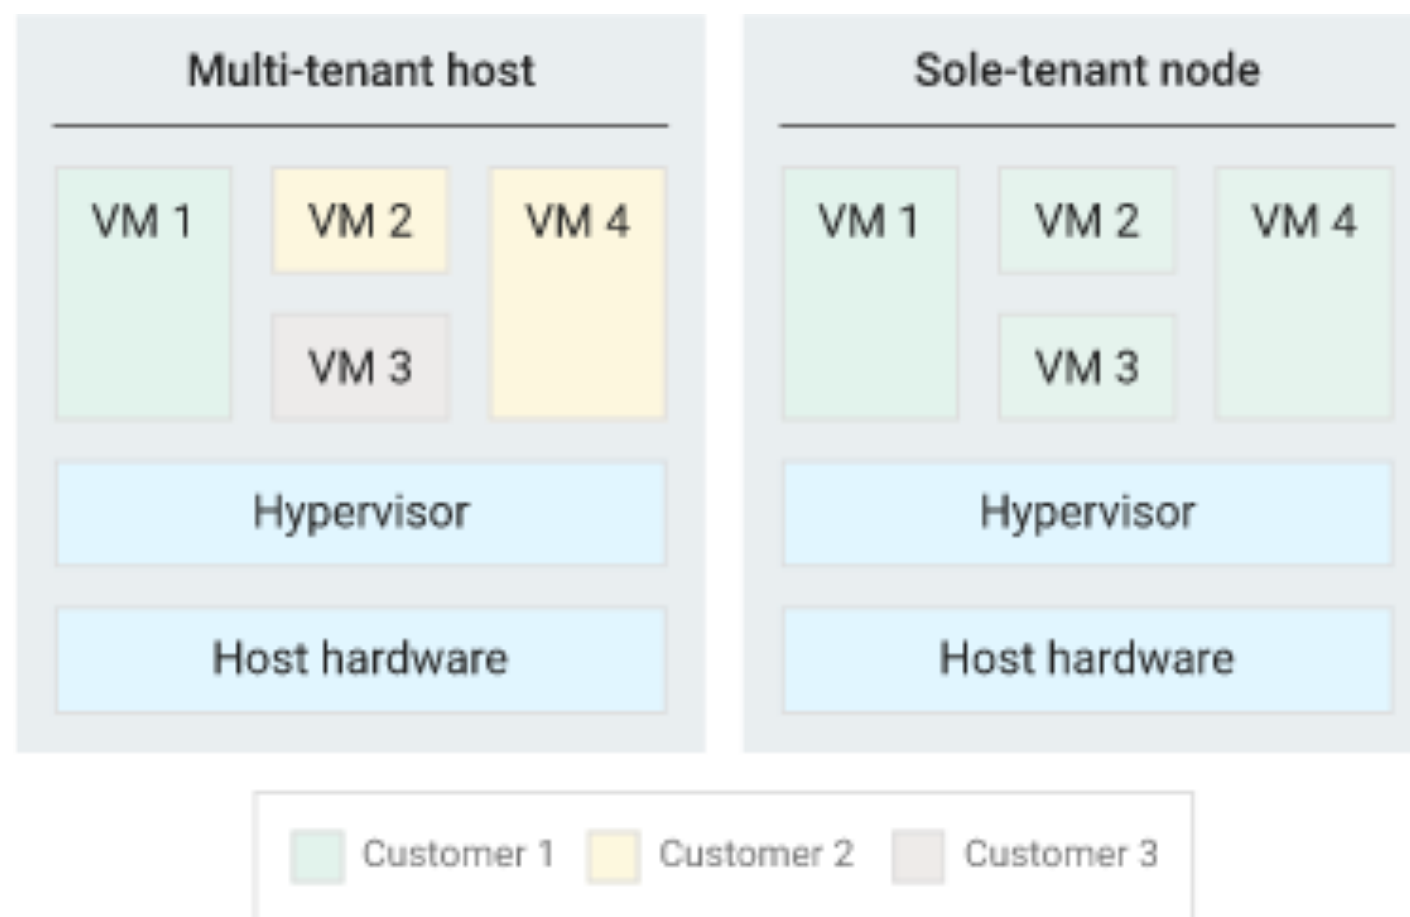 Multi-tenant host
VM 1
VM 2
VM 4
VM 3
Hypervisor
Host hardware
Sole-tenant node
VM 1
VM 2
VM 4
VM 3
Hypervisor
Host hardware
Customer 1
Customer 2
Customer 3